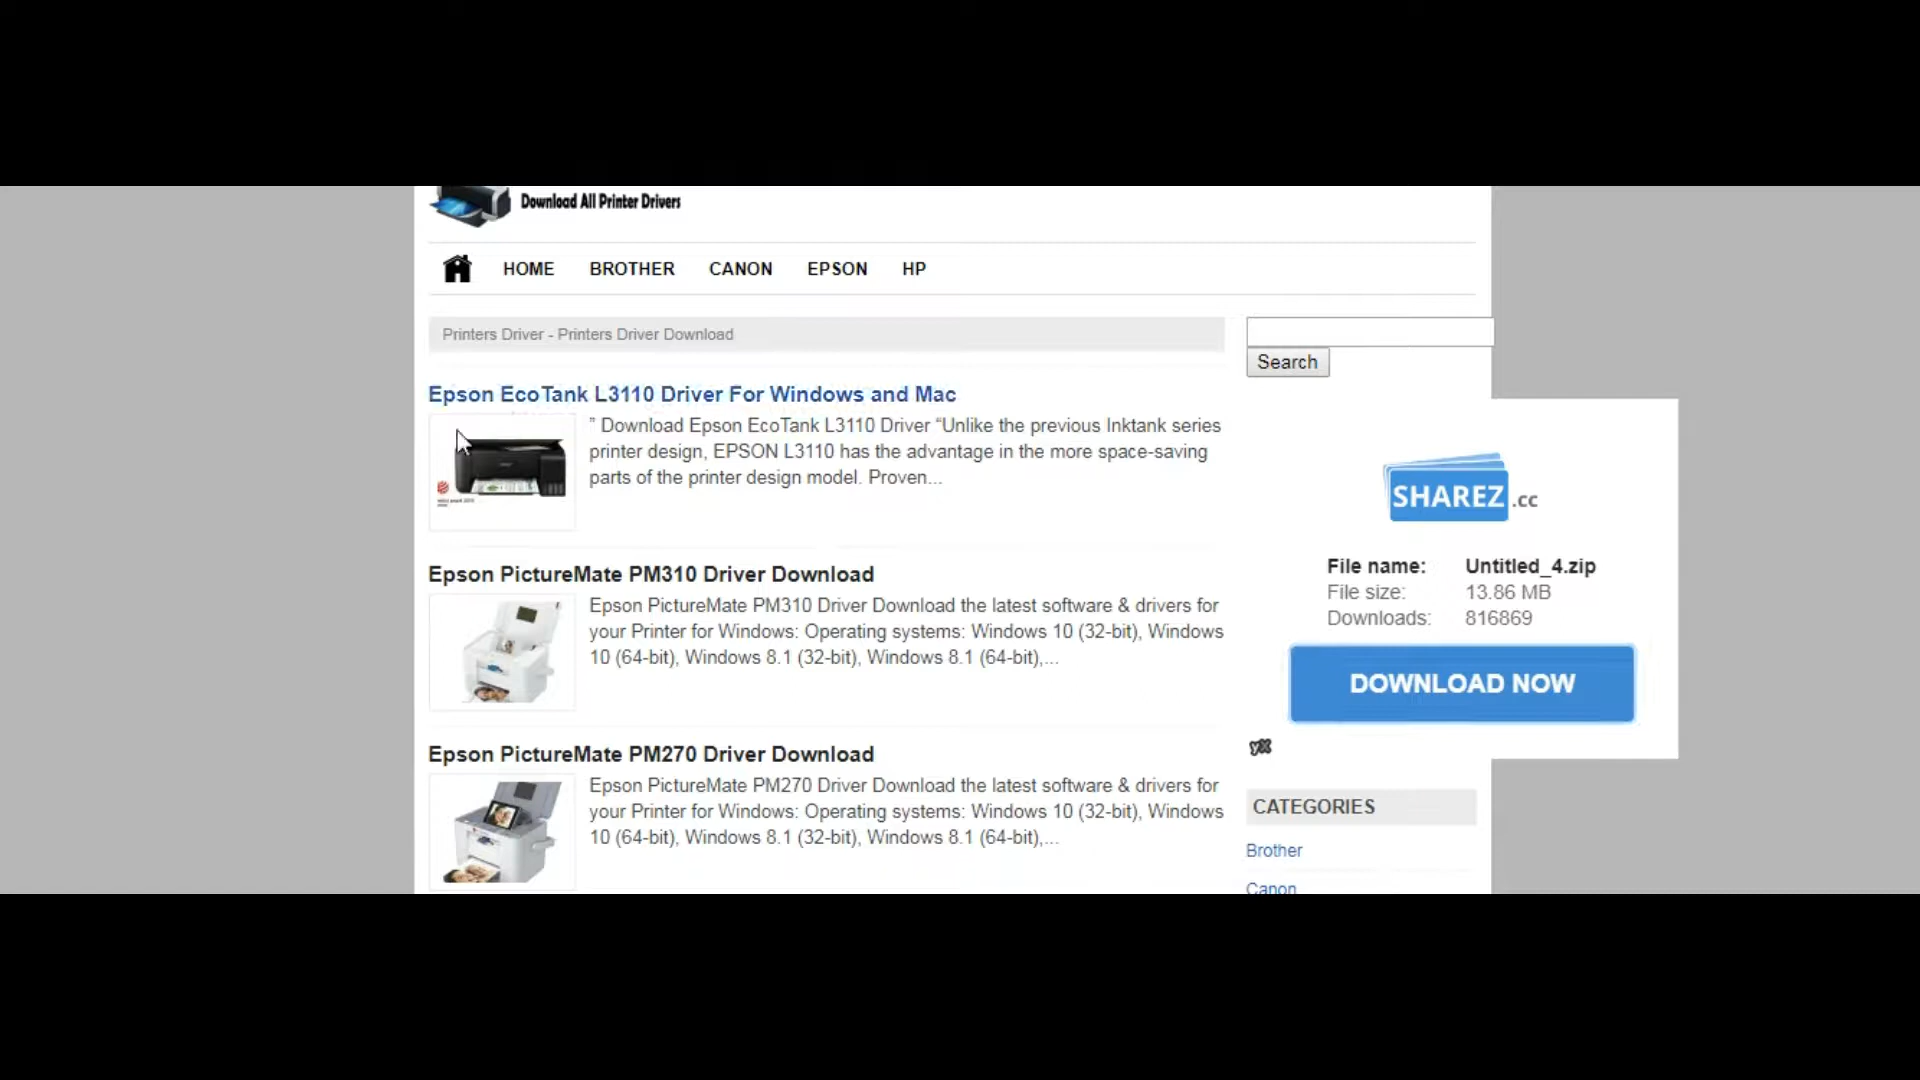 Download All Printer Drivers
HOME BROTHER CANON EPSON HP
Printers Driver - Printers Driver Download
Search
Epson EcoTank L3110 Driver For Windows and Mac
” Download Epson EcoTank L3110 Driver “Unlike the previous Inktank series
printer design, EPSON L3110 has the advantage in the more space-saving
parts of the printer design model. Proven...
Epson PictureMate PM310 Driver Download
Epson PictureMate PM310 Driver Download the latest software & drivers for
your Printer for Windows: Operating systems: Windows 10 (32-bit), Windows
10 (64-bit), Windows 8.1 (32-bit), Windows 8.1 (64-bit),...
Epson PictureMate PM270 Driver Download
Epson PictureMate PM270 Driver Download the latest software & drivers for
your Printer for Windows: Operating systems: Windows 10 (32-bit), Windows
10 (64-bit), Windows 8.1 (32-bit), Windows 8.1 (64-bit),...
SHAREZ.cc
File name: Untitled_4.zip
File size: 13.86 MB
Downloads: 816869
DOWNLOAD NOW
CATEGORIES
Brother
Canon